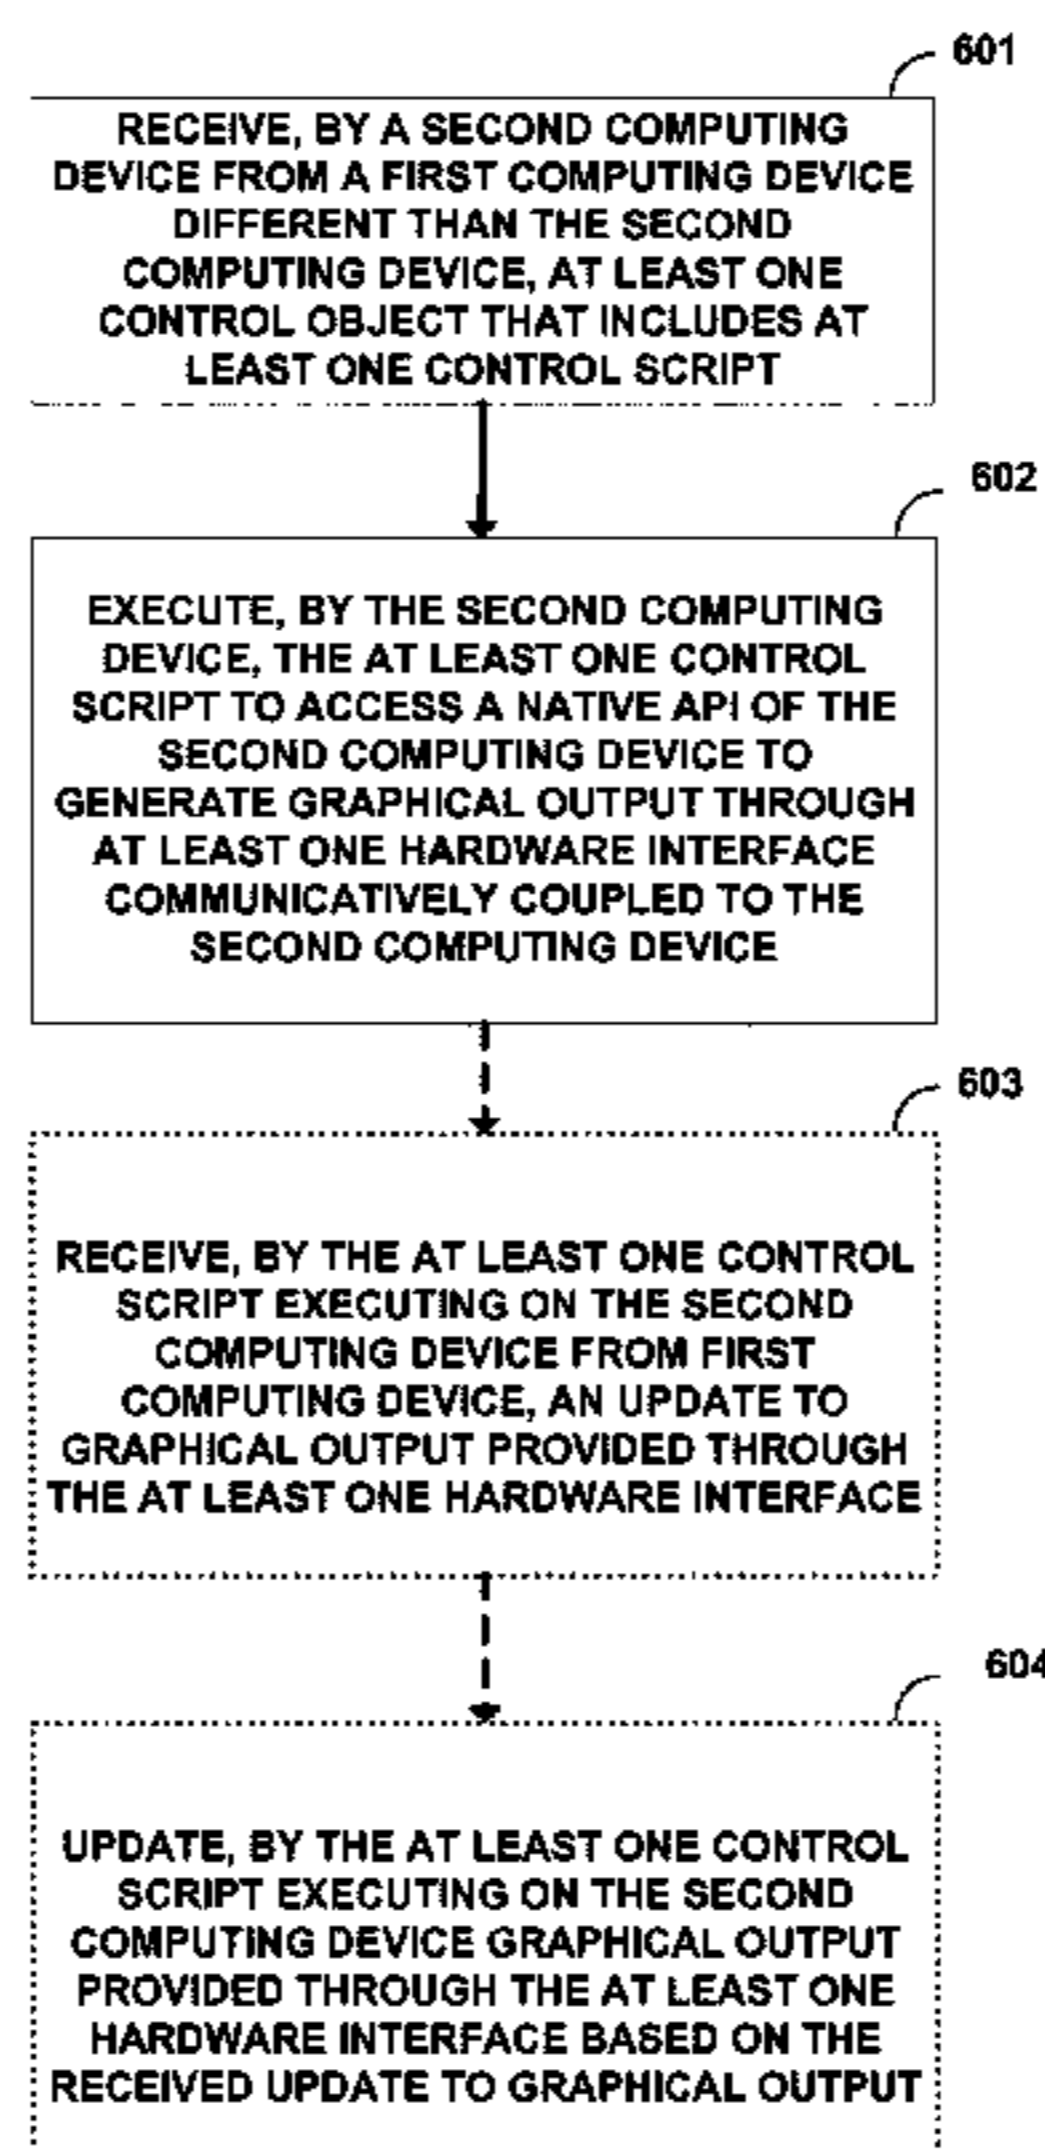 601
RECEIVE, BY A SECOND COMPUTING
DEVICE FROM A FIRST COMPUTING DEVICE
DIFFERENT THAN THE SECOND
COMPUTING DEVICE, AT LEAST ONE
CONTROL OBJECT THAT INCLUDES AT
LEAST ONE CONTROL SCRIPT
602
EXECUTE, BY THE SECOND COMPUTING
DEVICE, THE AT LEAST ONE CONTROL
SCRIPT TO ACCESS A NATIVE API OF THE
SECOND COMPUTING DEVICE TO
GENERATE GRAPHICAL OUTPUT THROUGH
AT LEAST ONE HARDWARE INTERFACE
COMMUNICATIVELY COUPLED TO THE
SECOND COMPUTING DEVICE
603
RECEIVE, BY THE AT LEAST ONE CONTROL
SCRIPT EXECUTING ON THE SECOND
COMPUTING DEVICE FROM FIRST
COMPUTING DEVICE, AN UPDATE TO
GRAPHICAL OUTPUT PROVIDED THROUGH
THE AT LEAST ONE HARDWARE INTERFACE
604
UPDATE, BY THE AT LEAST ONE CONTROL
SCRIPT EXECUTING ON THE SECOND
COMPUTING DEVICE GRAPHICAL OUTPUT
PROVIDED THROUGH THE AT LEAST ONE
HARDWARE INTERFACE BASED ON THE
RECEIVED UPDATE TO GRAPHICAL OUTPUT